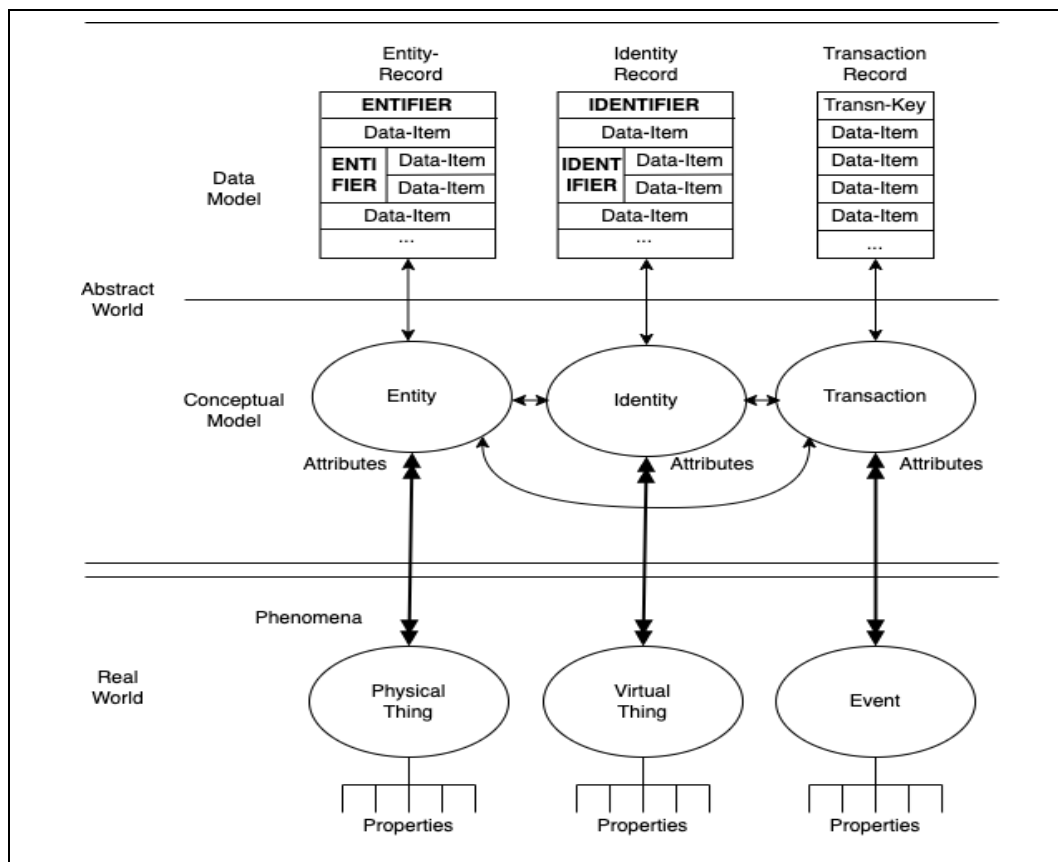 Entity-
Record
Identity
Record
Transaction
Record
ENTIFIER
Data-Item
ENTI
FIER
Data-Item
Data-Item
Data-Item
...
IDENTIFIER
Data-Item
IDENT
IFIER
Data-Item
Data-Item
Data-Item
...
Transn-Key
Data-Item
Data-Item
Data-Item
Data-Item
...
Data
Model
Abstract
World
Conceptual
Model
Entity
Identity
Transaction
Attributes
Attributes
Attributes
Phenomena
Real
World
Physical
Thing
Virtual
Thing
Event
Properties
Properties
Properties